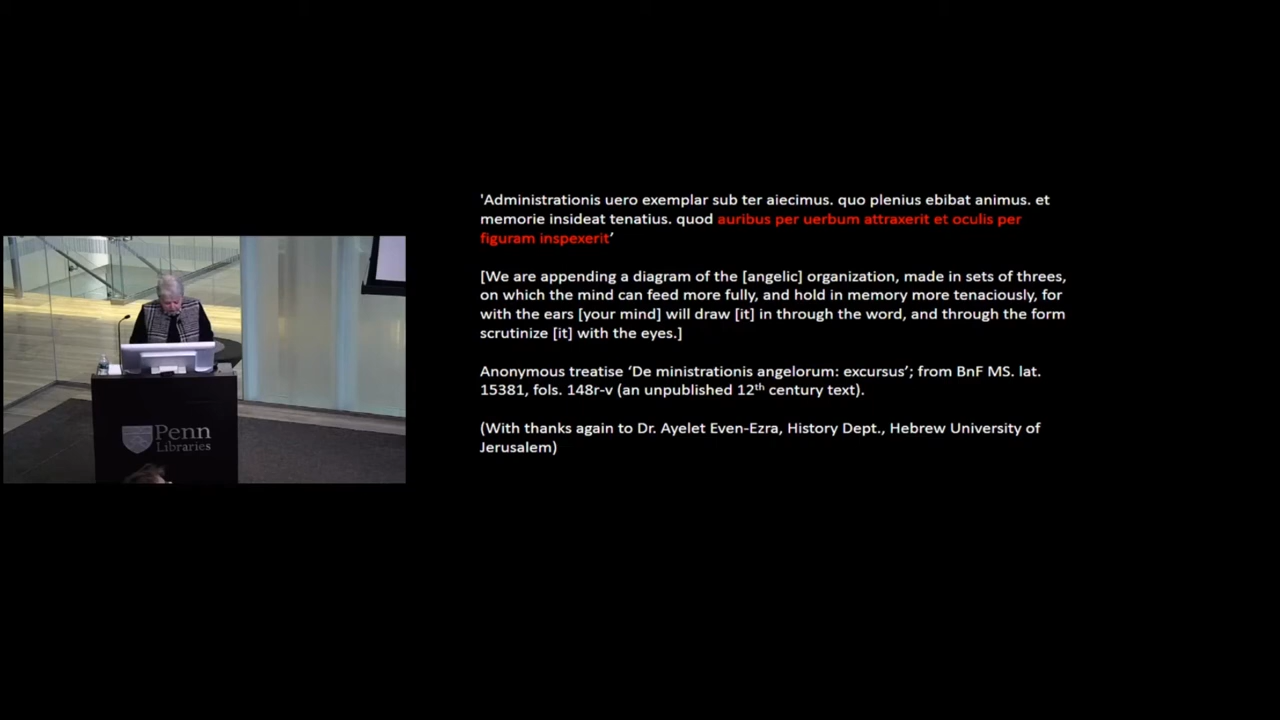 'Administrationis uero exemplar sub ter aiecimus. quo plenius ebibat animus. et
memorie insideat tenatius. quod auribus per uerbum attraxerit et oculis per
figuram inspexerit'
[We are appending a diagram of the [angelic] organization, made in sets of threes,
on which the mind can feed more fully, and hold in memory more tenaciously, for
with the ears [your mind] will draw [it] in through the word, and through the form
scrutinize [it] with the eyes.]
Anonymous treatise 'De ministrationis angelorum: excursus'; from BnF MS. lat.
15381, fols. 148r-v (an unpublished 12th century text).
(With thanks again to Dr. Ayelet Even-Ezra, History Dept., Hebrew University of
Jerusalem)
Penn
Libraries